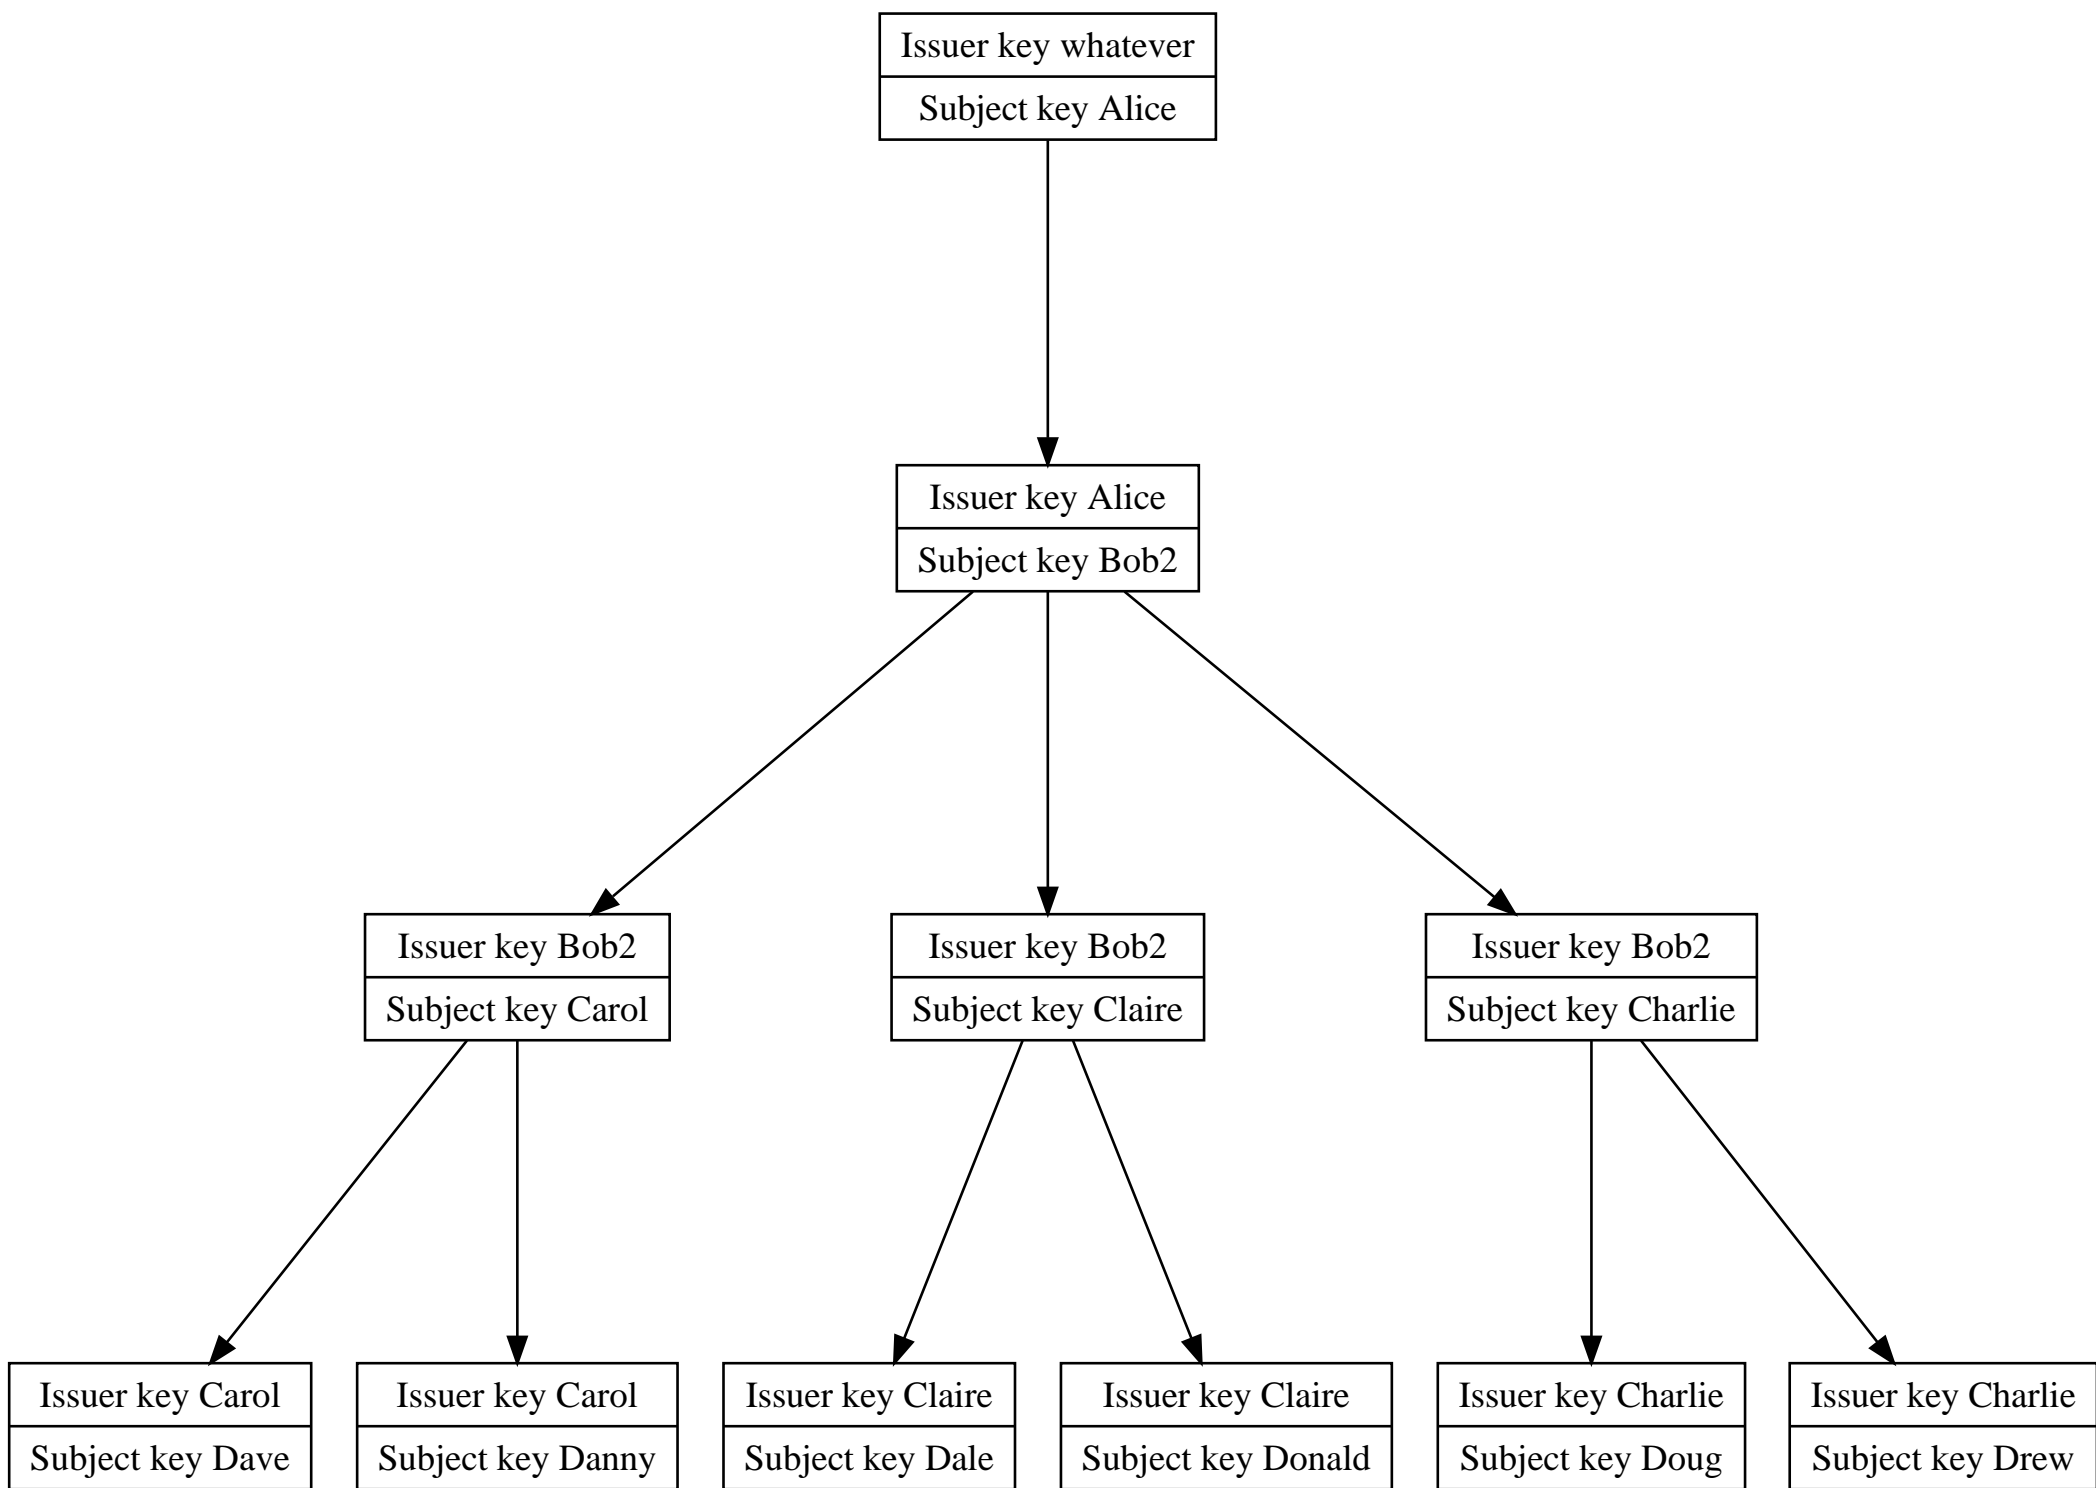 Issuer key whatever
Subject key Alice
Issuer key Alice
Subject key Bob2
Issuer key Bob2
Subject key Carol
Issuer key Bob2
Subject key Claire
Issuer key Bob2
Subject key Charlie
Issuer key Carol
Subject key Dave
Issuer key Carol
Subject key Danny
Issuer key Claire
Subject key Dale
Issuer key Claire
Subject key Donald
Issuer key Charlie
Subject key Doug
Issuer key Charlie
Subject key Drew